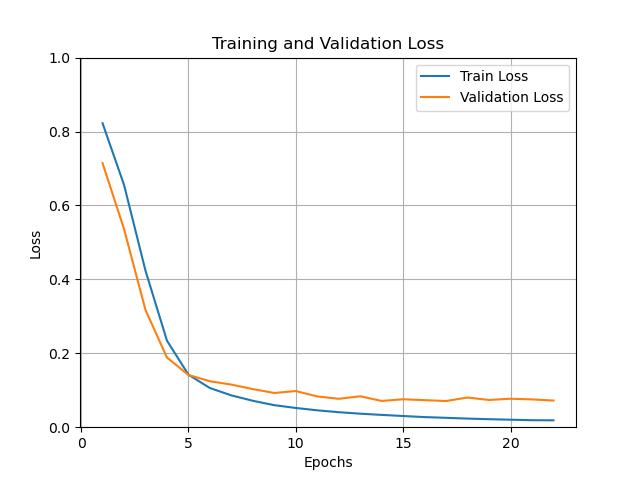 Training and Validation Loss
Train Loss
Validation Loss
Loss
1.0
0.8
0.6
0.4
0.2
0.0
0 5 10 15 20
Epochs